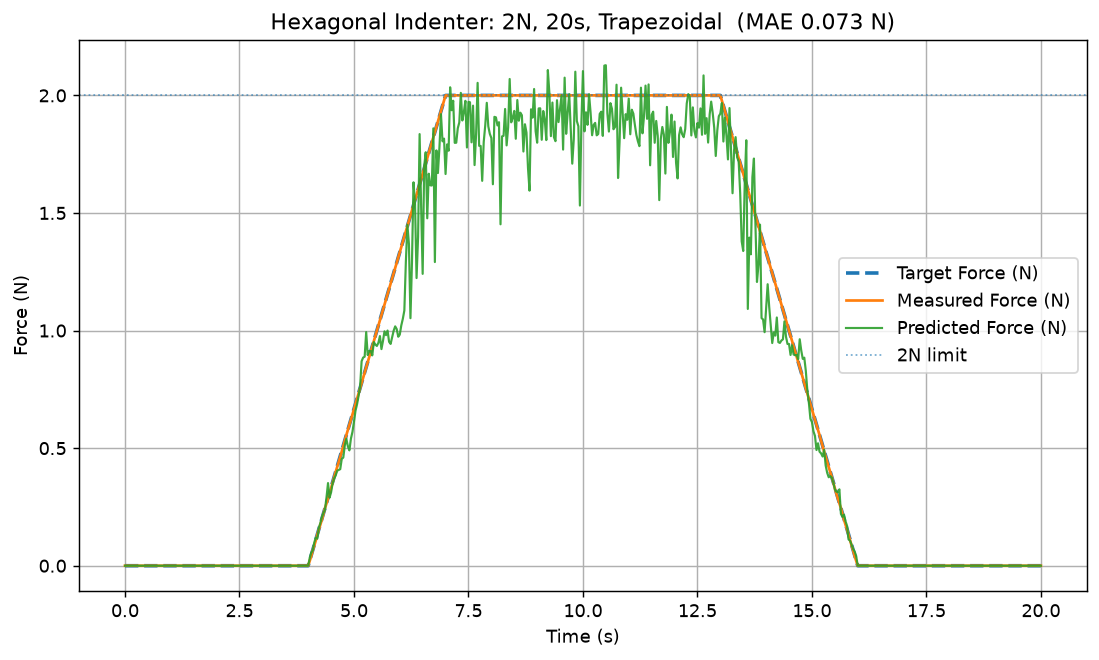 Hexagonal Indenter: 2N, 20s, Trapezoidal  (MAE 0.073 N)
Force (N)
2.0
1.5
1.0
0.5
0.0
Target Force (N)
Measured Force (N)
Predicted Force (N)
2N limit
0.0 2.5 5.0 7.5 10.0 12.5 15.0 17.5 20.0
Time (s)